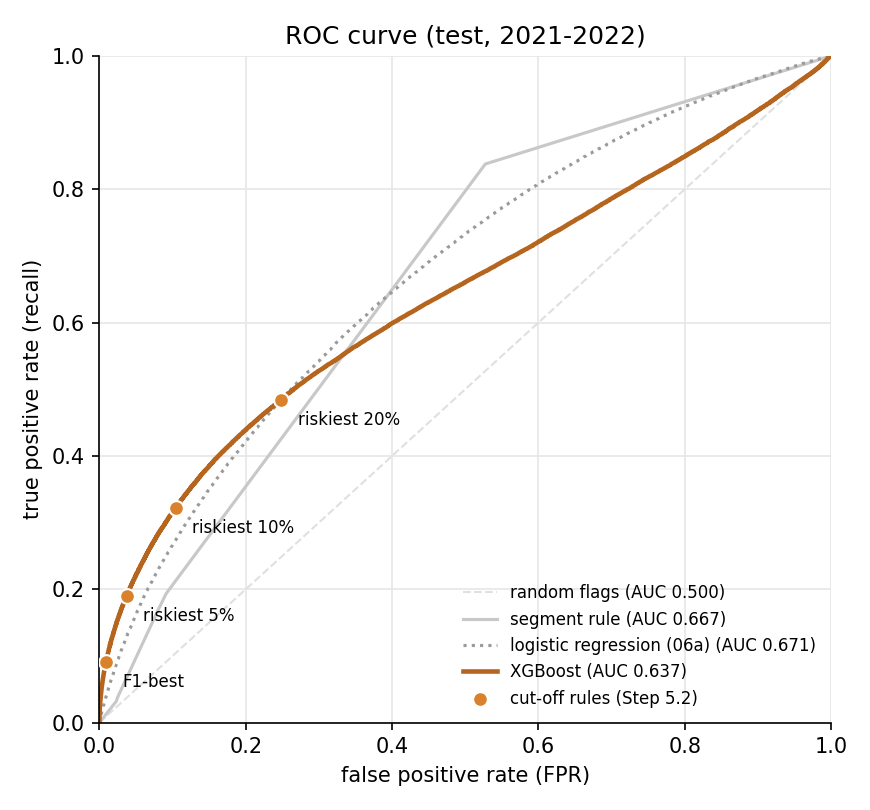 ROC curve (test, 2021-2022)
true positive rate (recall)
1.0
0.8
0.6
0.4
0.2
0.0
riskiest 20%
riskiest 10%
riskiest 5%
F1-best
random flags (AUC 0.500)
segment rule (AUC 0.667)
logistic regression (06a) (AUC 0.671)
XGBoost (AUC 0.637)
cut-off rules (Step 5.2)
0.0 0.2 0.4 0.6 0.8 1.0
false positive rate (FPR)